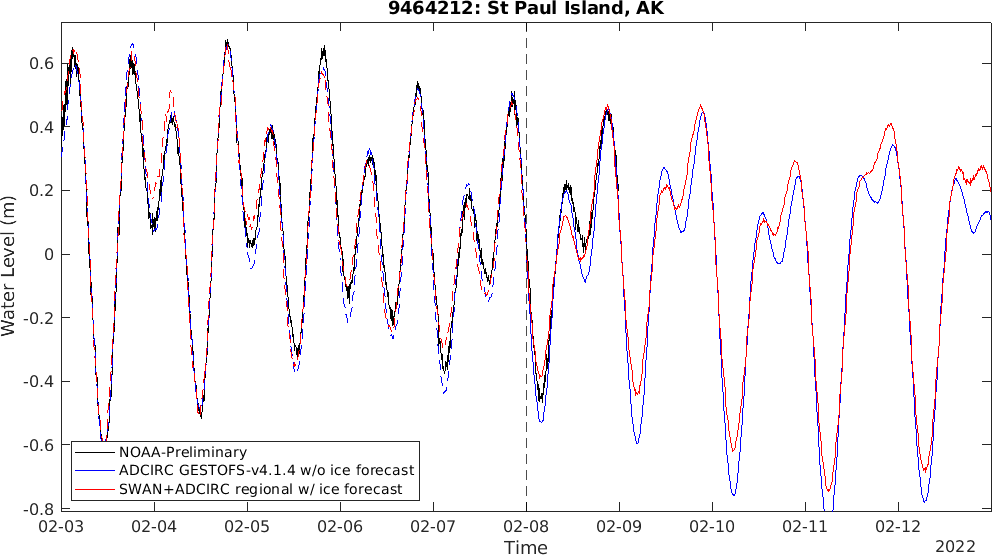 9464212: St Paul Island, AK
Water Level (m)
0.6
0.4
0.2
0
-0.2
-0.4
-0.6
-0.8
NOAA-Preliminary
ADCIRC GESTOFS-v4.1.4 w/o ice forecast
SWAN+ADCIRC regional w/ ice forecast
02-03 02-04 02-05 02-06 02-07 02-08 02-09 02-10 02-11 02-12
Time
2022